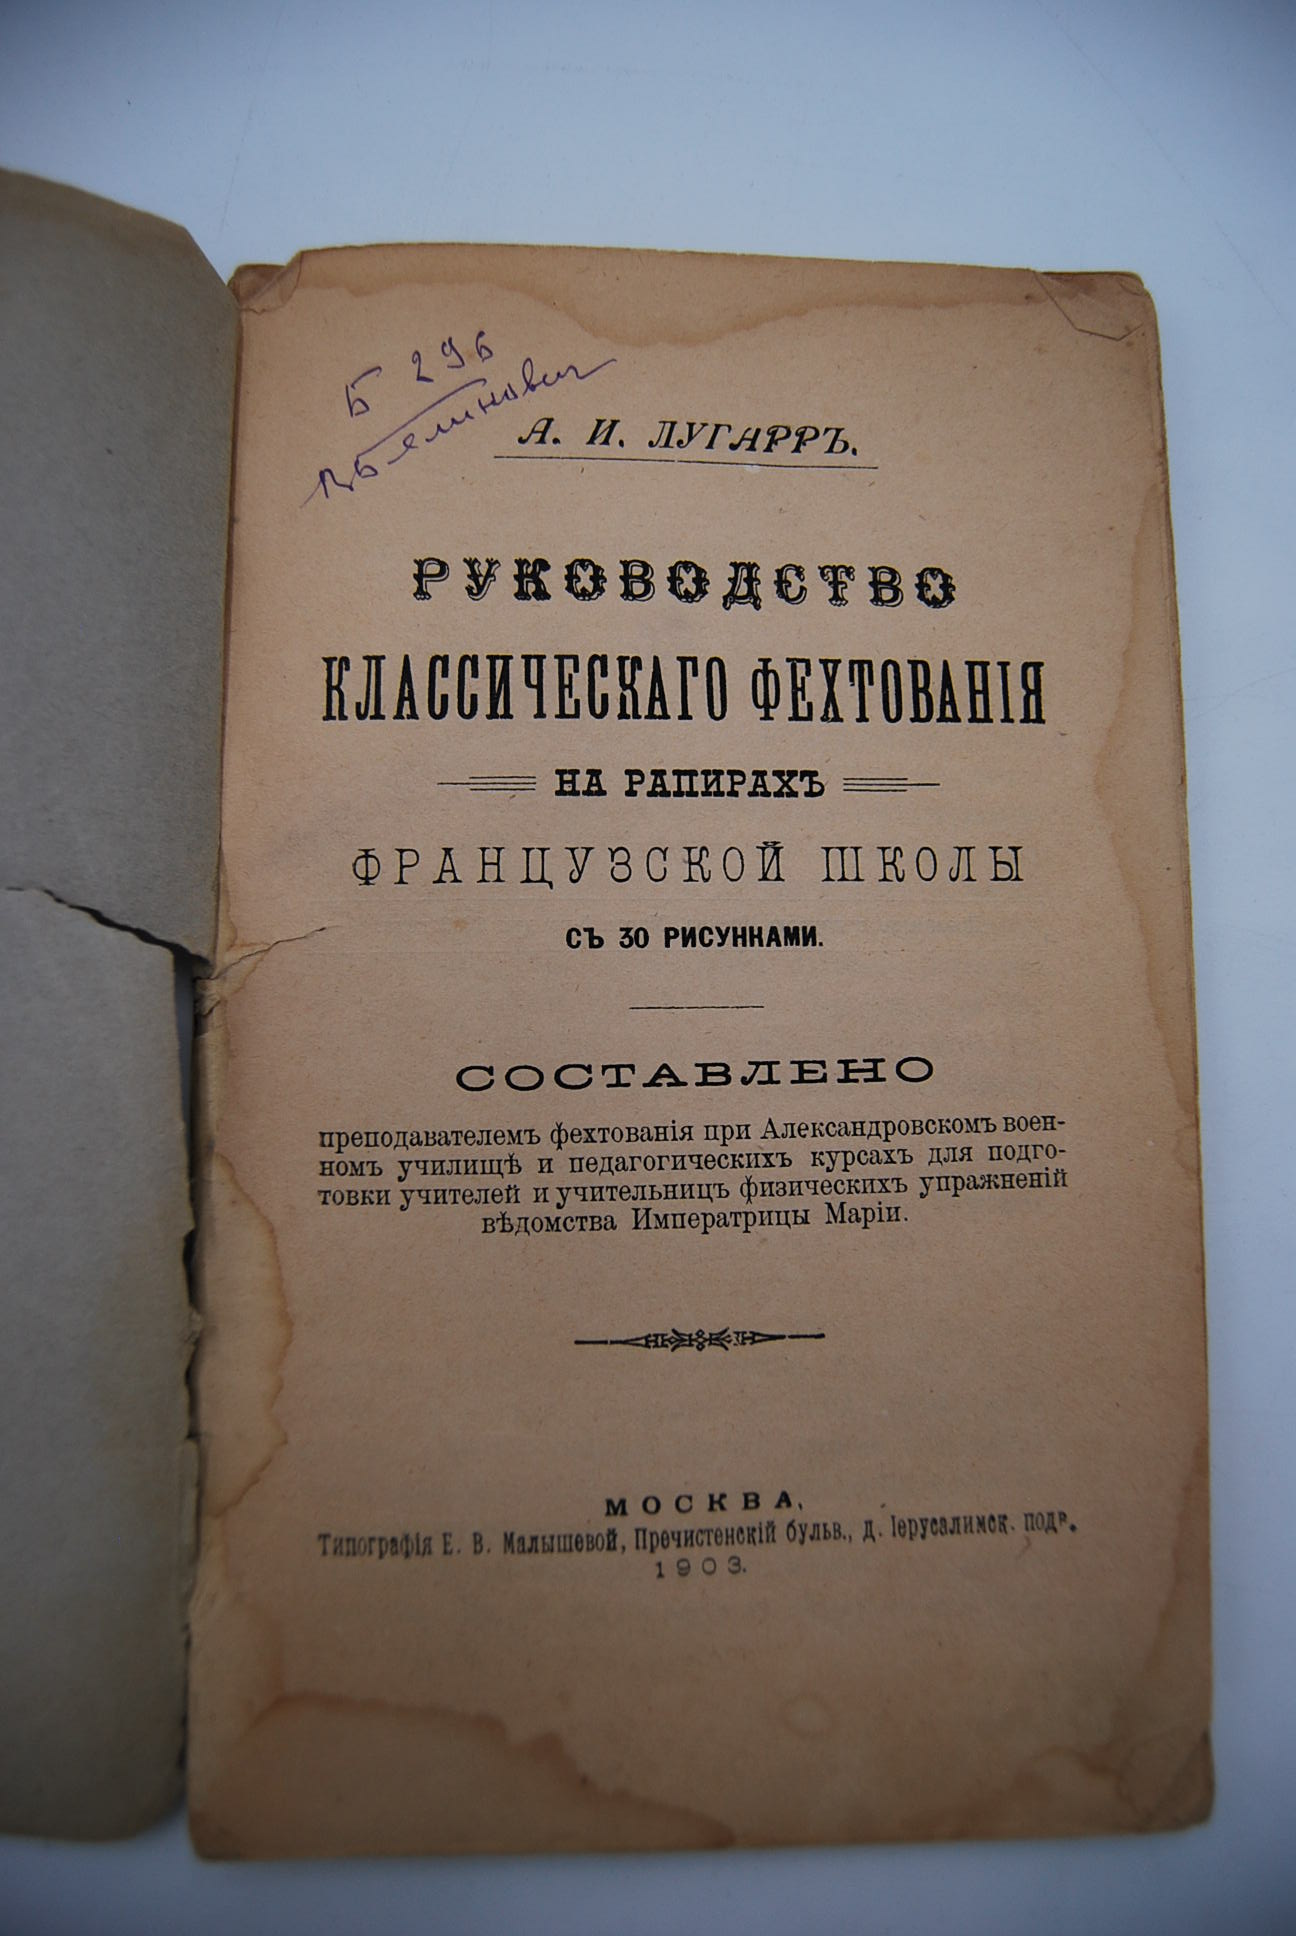 Б 296
А. И. ЛУГАРРЪ.
РУКОВОДСТВО
КЛАССИЧЕСКАГО ФЕХТОВАНІЯ
НА РАПИРАХЪ
ФРАНЦУЗСКОЙ ШКОЛЫ
СЪ 30 РИСУНКАМИ.
СОСТАВЛЕНО
преподавателемъ фехтованія при Александровскомъ воен-
номъ училищѣ и педагогическихъ курсахъ для подго-
товки учителей и учительницъ физическихъ упражненій
вѣдомства Императрицы Маріи.
МОСКВА,
Типографія Е. В. Малышевой, Пречистенскій бульв., д. Іерусалимск. подв.
1903.